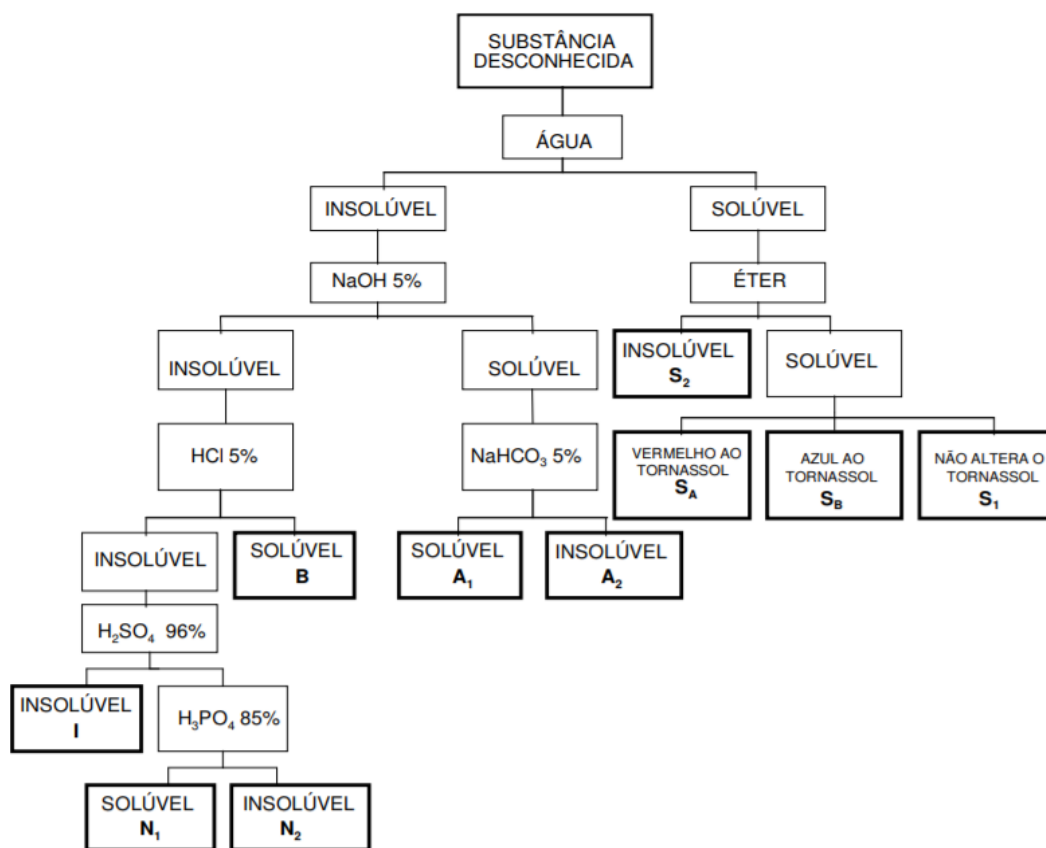 SUBSTÂNCIA
DESCONHECIDA
ÁGUA
INSOLÚVEL
SOLÚVEL
NaOH 5%
ÉTER
INSOLÚVEL
SOLÚVEL
INSOLÚVEL
S₂
SOLÚVEL
HCl 5%
NaHCO₃ 5%
VERMELHO AO
TORNASSOL
S_A
AZUL AO
TORNASSOL
S_B
NÃO ALTERA O
TORNASSOL
S₁
INSOLÚVEL
SOLÚVEL
B
SOLÚVEL
A₁
INSOLÚVEL
A₂
H₂SO₄ 96%
INSOLÚVEL
I
H₃PO₄ 85%
SOLÚVEL
N₁
INSOLÚVEL
N₂